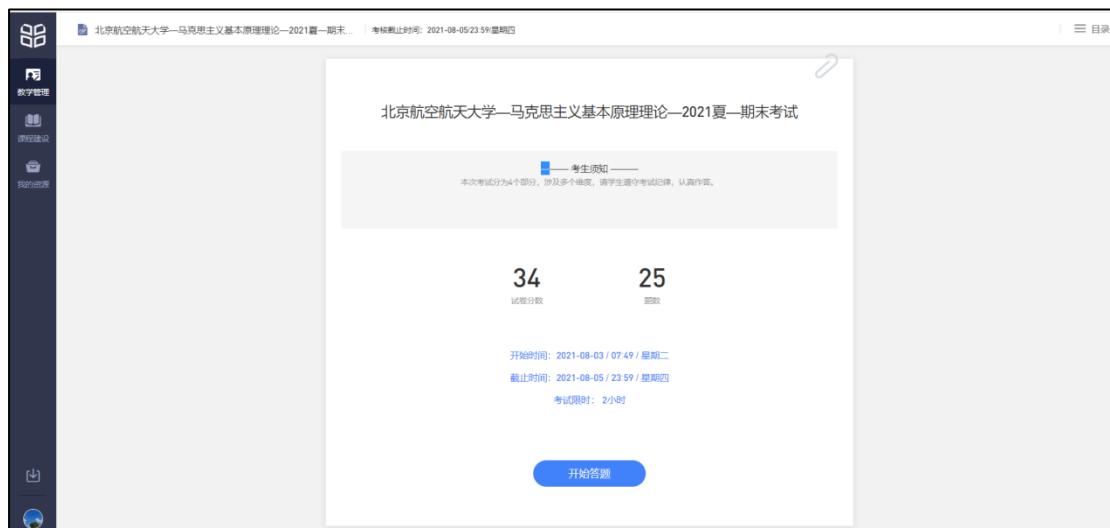 北京航空航天大学—马克思主义基本原理理论—2021夏—期末...
考核截止时间：2021-08-05/23:59/星期四
目录
教学管理
课程建设
我的资源
北京航空航天大学—马克思主义基本原理理论—2021夏—期末考试
—— 考生须知 ——
本次考试分为4个部分，涉及多个维度，请学生遵守考试纪律，认真作答。
34 25
试卷分数 题数
开始时间：2021-08-03 / 07:49 / 星期二
截止时间：2021-08-05 / 23:59 / 星期四
考试限时： 2小时
开始答题